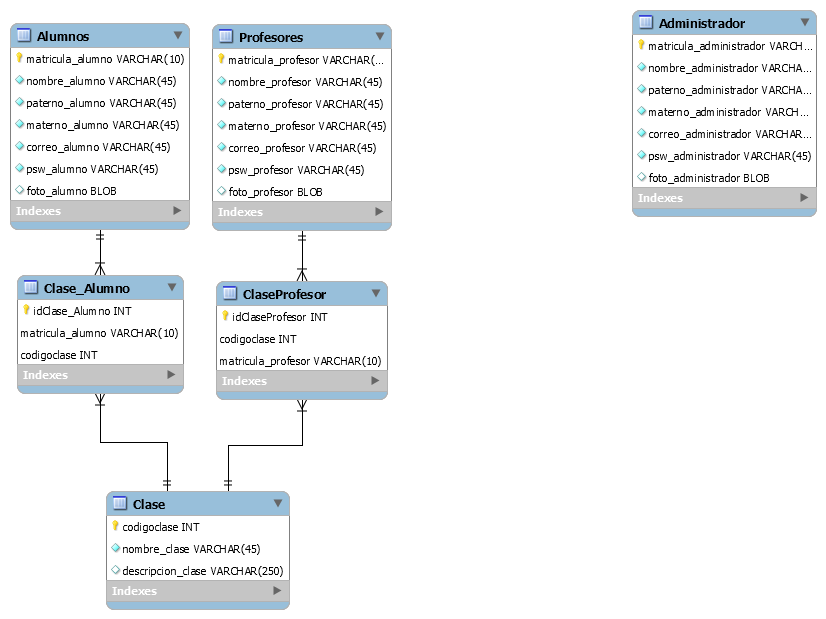 Alumnos
matricula_alumno VARCHAR(10)
nombre_alumno VARCHAR(45)
paterno_alumno VARCHAR(45)
materno_alumno VARCHAR(45)
correo_alumno VARCHAR(45)
psw_alumno VARCHAR(45)
foto_alumno BLOB
Indexes
Profesores
matricula_profesor VARCHAR(...
nombre_profesor VARCHAR(45)
paterno_profesor VARCHAR(45)
materno_profesor VARCHAR(45)
correo_profesor VARCHAR(45)
psw_profesor VARCHAR(45)
foto_profesor BLOB
Indexes
Administrador
matricula_administrador VARCH...
nombre_administrador VARCHA...
paterno_administrador VARCHA...
materno_administrador VARCH...
correo_administrador VARCHAR...
psw_administrador VARCHAR(45)
foto_administrador BLOB
Indexes
Clase_Alumno
idClase_Alumno INT
matricula_alumno VARCHAR(10)
codigoclase INT
Indexes
ClaseProfesor
idClaseProfesor INT
codigoclase INT
matricula_profesor VARCHAR(10)
Indexes
Clase
codigoclase INT
nombre_clase VARCHAR(45)
descripcion_clase VARCHAR(250)
Indexes